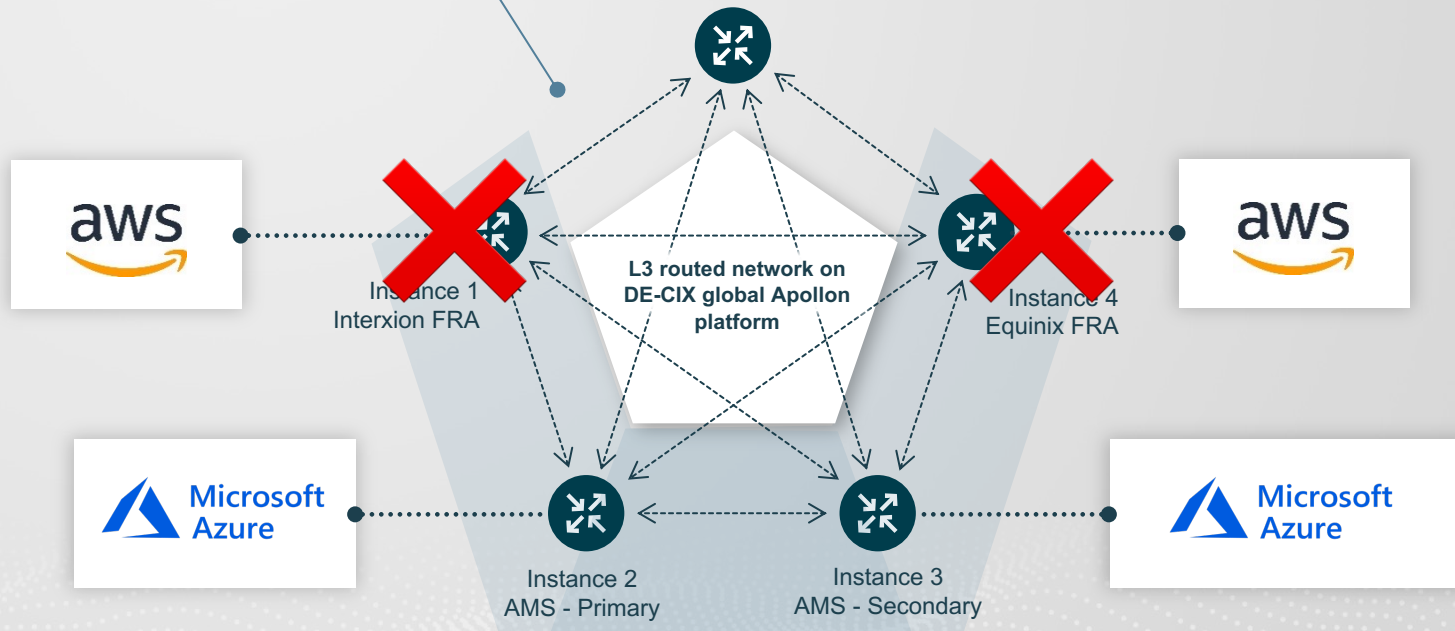 aws
aws
Instance 1
Interxion FRA
L3 routed network on
DE-CIX global Apollon
platform
Instance 4
Equinix FRA
Microsoft
Azure
Microsoft
Azure
Instance 2
AMS - Primary
Instance 3
AMS - Secondary